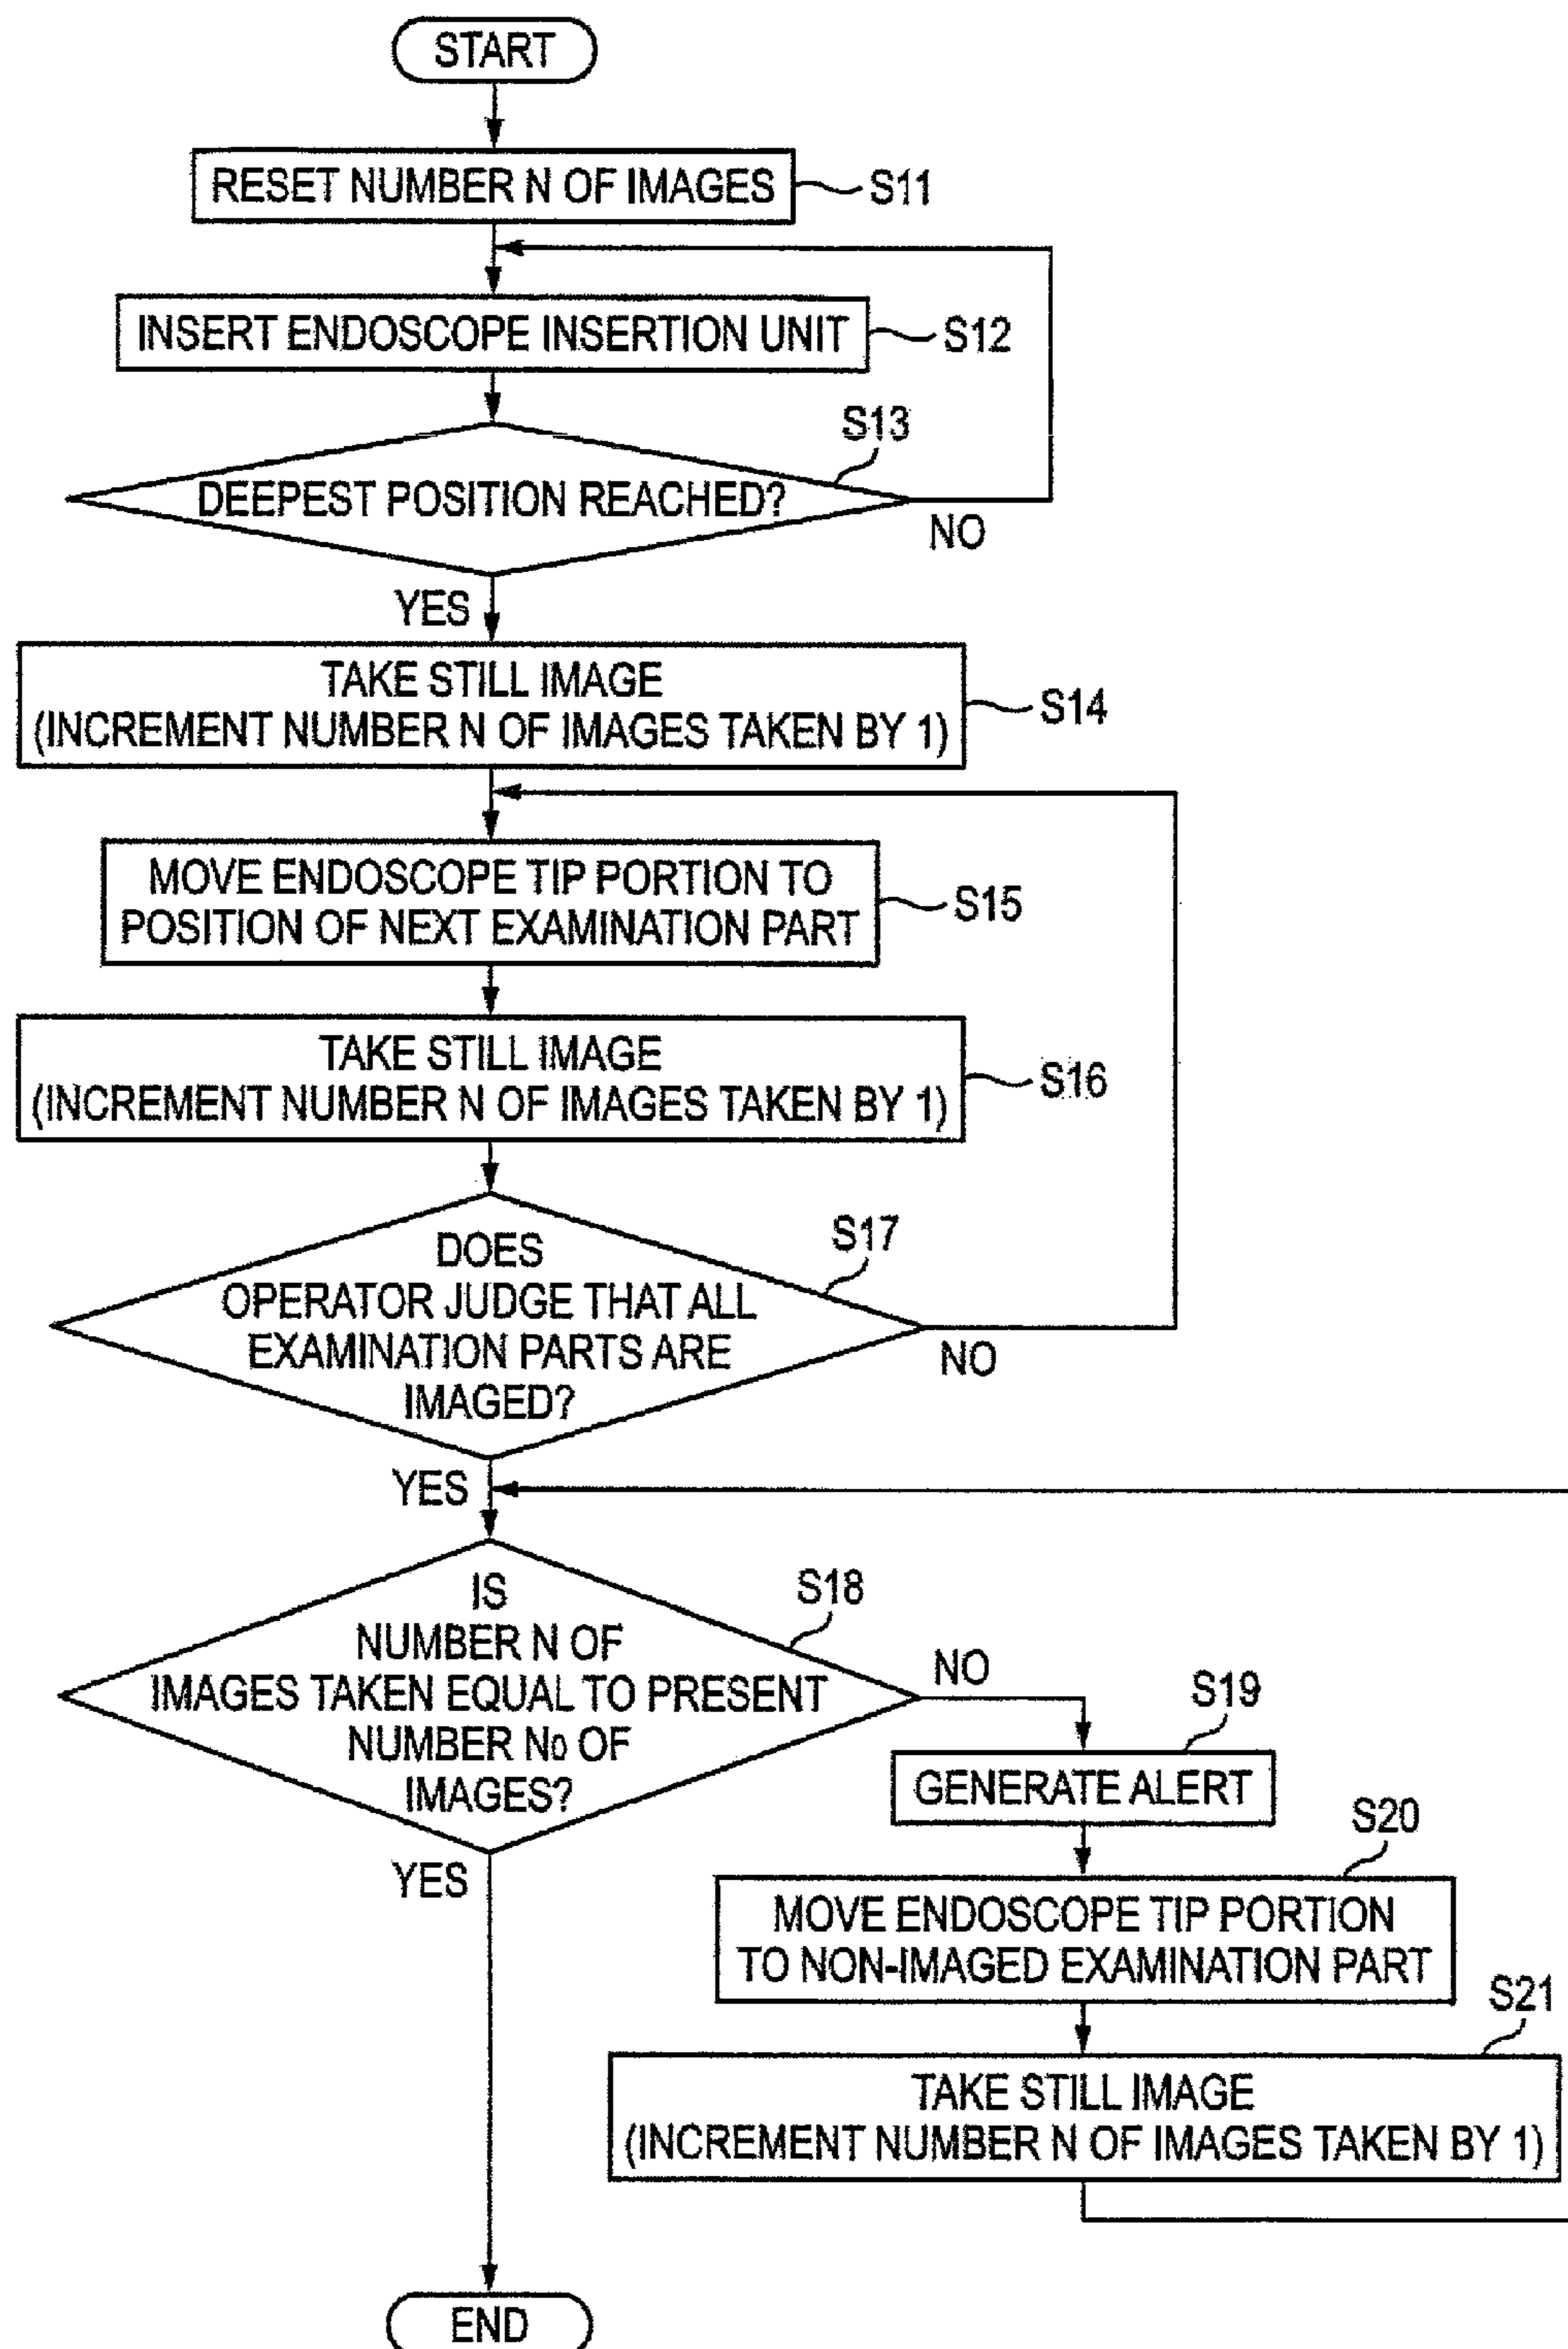 START
RESET NUMBER N OF IMAGES
S11
INSERT ENDOSCOPE INSERTION UNIT
S12
S13
DEEPEST POSITION REACHED?
NO
YES
TAKE STILL IMAGE
(INCREMENT NUMBER N OF IMAGES TAKEN BY 1)
S14
MOVE ENDOSCOPE TIP PORTION TO
POSITION OF NEXT EXAMINATION PART
S15
TAKE STILL IMAGE
(INCREMENT NUMBER N OF IMAGES TAKEN BY 1)
S16
S17
DOES
OPERATOR JUDGE THAT ALL
EXAMINATION PARTS ARE
IMAGED?
NO
YES
S18
IS
NUMBER N OF
IMAGES TAKEN EQUAL TO PRESENT
NUMBER N0 OF
IMAGES?
NO
YES
S19
GENERATE ALERT
S20
MOVE ENDOSCOPE TIP PORTION
TO NON-IMAGED EXAMINATION PART
S21
TAKE STILL IMAGE
(INCREMENT NUMBER N OF IMAGES TAKEN BY 1)
END